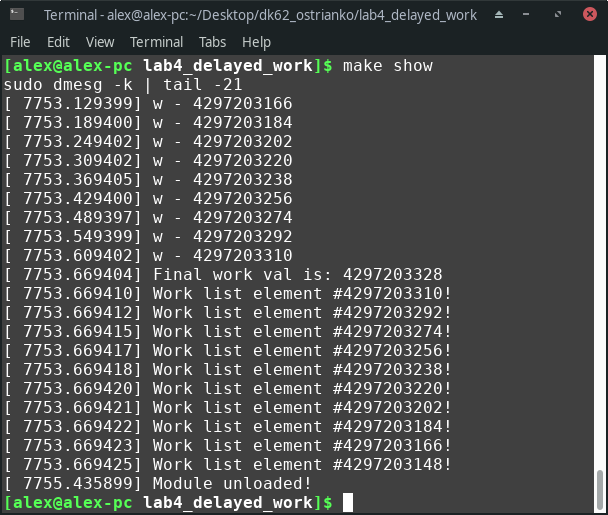 Terminal - alex@alex-pc:~/Desktop/dk62_ostrianko/lab4_delayed_work
File Edit View Terminal Tabs Help
[alex@alex-pc lab4_delayed_work]$ make show
sudo dmesg -k | tail -21
[ 7753.129399] w - 4297203166
[ 7753.189400] w - 4297203184
[ 7753.249402] w - 4297203202
[ 7753.309402] w - 4297203220
[ 7753.369405] w - 4297203238
[ 7753.429400] w - 4297203256
[ 7753.489397] w - 4297203274
[ 7753.549399] w - 4297203292
[ 7753.609402] w - 4297203310
[ 7753.669404] Final work val is: 4297203328
[ 7753.669410] Work list element #4297203310!
[ 7753.669412] Work list element #4297203292!
[ 7753.669415] Work list element #4297203274!
[ 7753.669417] Work list element #4297203256!
[ 7753.669418] Work list element #4297203238!
[ 7753.669420] Work list element #4297203220!
[ 7753.669421] Work list element #4297203202!
[ 7753.669422] Work list element #4297203184!
[ 7753.669423] Work list element #4297203166!
[ 7753.669425] Work list element #4297203148!
[ 7755.435899] Module unloaded!
[alex@alex-pc lab4_delayed_work]$